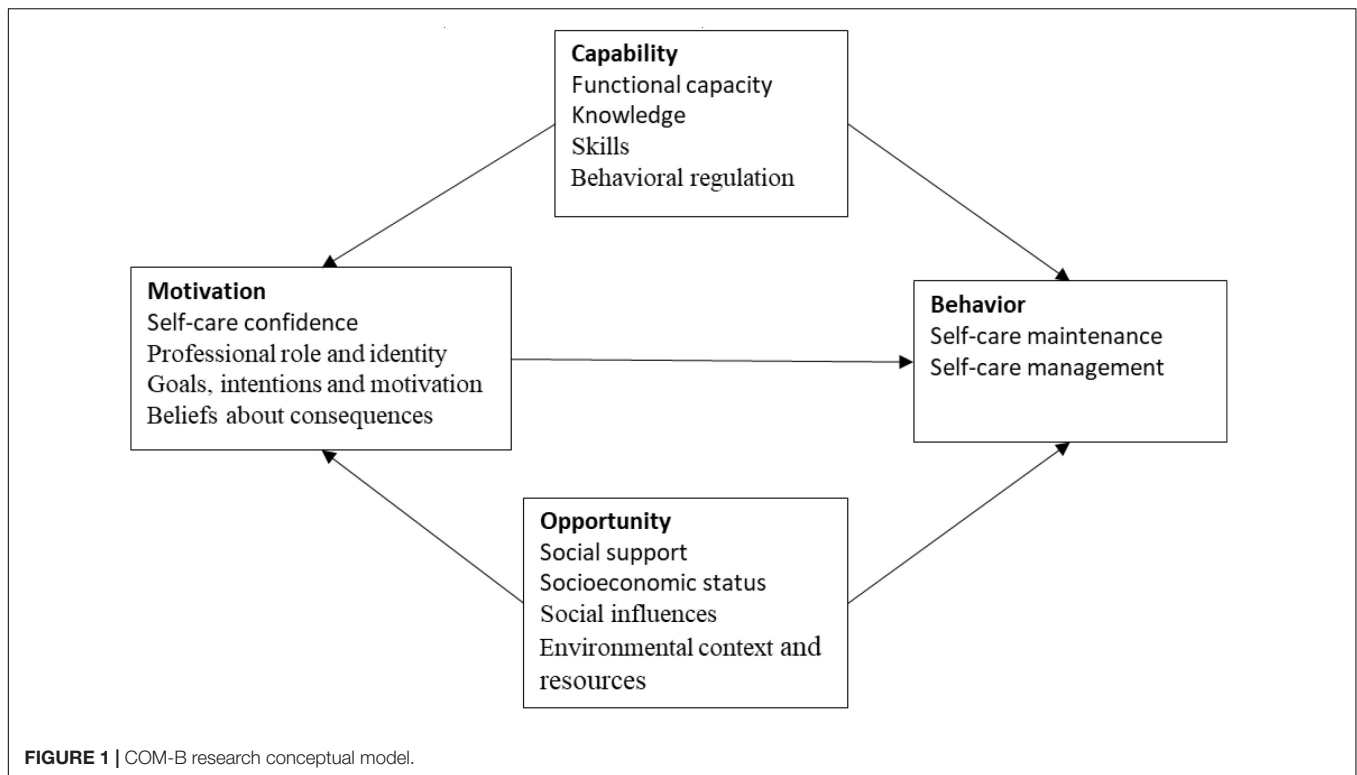 Capability
Functional capacity
Knowledge
Skills
Behavioral regulation
Motivation
Self-care confidence
Professional role and identity
Goals, intentions and motivation
Beliefs about consequences
Behavior
Self-care maintenance
Self-care management
Opportunity
Social support
Socioeconomic status
Social influences
Environmental context and
resources
FIGURE 1 | COM-B research conceptual model.